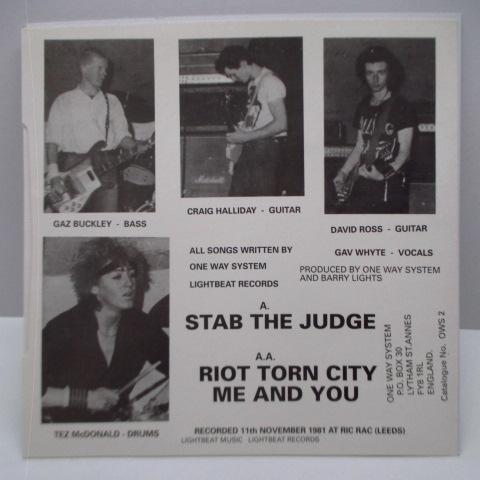 GAZ BUCKLEY - BASS
CRAIG HALLIDAY - GUITAR
DAVID ROSS - GUITAR
GAV WHYTE - VOCALS
ALL SONGS WRITTEN BY
ONE WAY SYSTEM
LIGHTBEAT RECORDS
PRODUCED BY ONE WAY SYSTEM
AND BARRY LIGHTS
A.
STAB THE JUDGE
A.A.
RIOT TORN CITY
ME AND YOU
ONE WAY SYSTEM
P.O. BOX 30
LYTHAM ST.ANNES
FY8 1RL
ENGLAND.
Catalogue No. OWS 2
TEZ McDONALD - DRUMS
RECORDED 11th NOVEMBER 1981 AT RIC RAC (LEEDS)
LIGHTBEAT MUSIC LIGHTBEAT RECORDS
Marshall